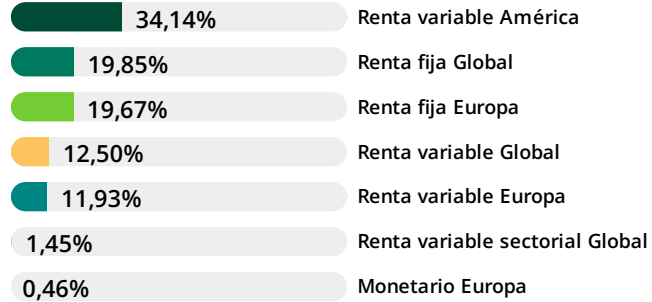 34,14% Renta variable América
19,85% Renta fija Global
19,67% Renta fija Europa
12,50% Renta variable Global
11,93% Renta variable Europa
1,45% Renta variable sectorial Global
0,46% Monetario Europa